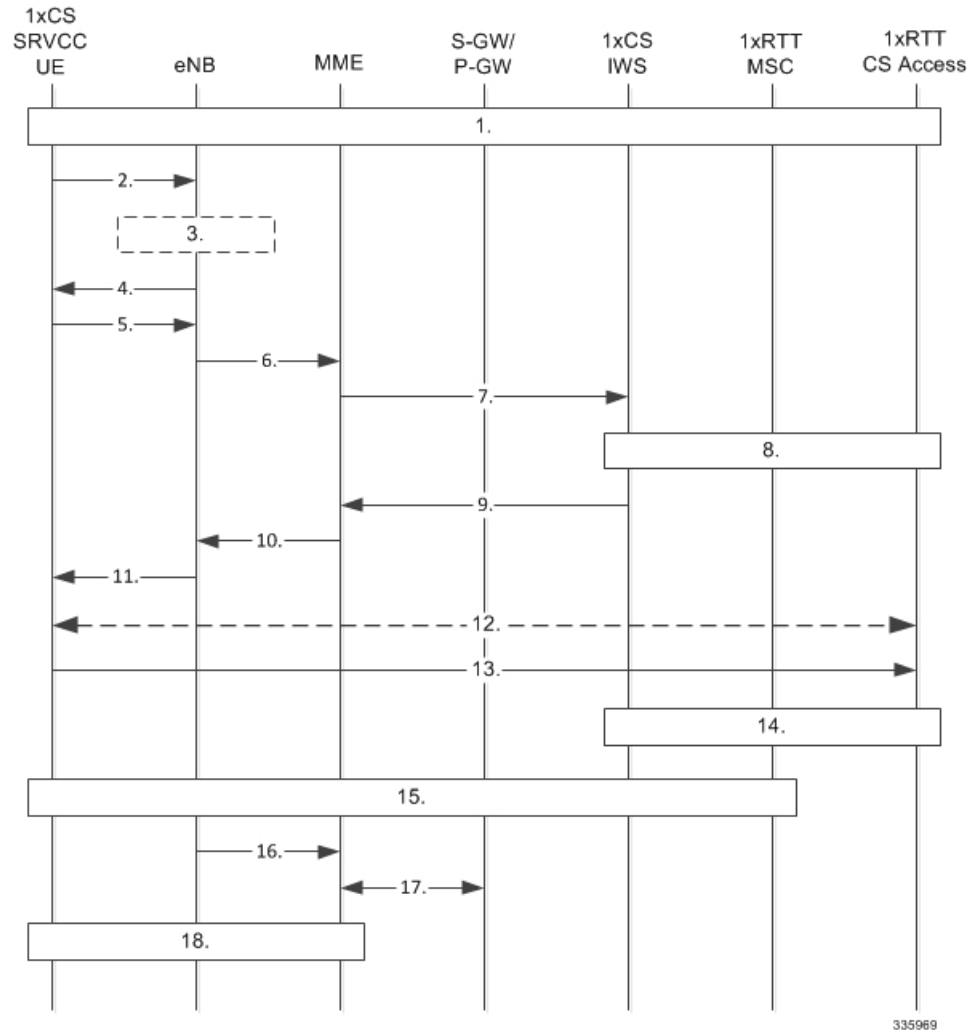 1xCS
SRVCC
UE
eNB
MME
S-GW/
P-GW
1xCS
IWS
1xRTT
MSC
1xRTT
CS Access
1.
2.
3.
4.
5.
6.
7.
8.
9.
10.
11.
12.
13.
14.
15.
16.
17.
18.
335969